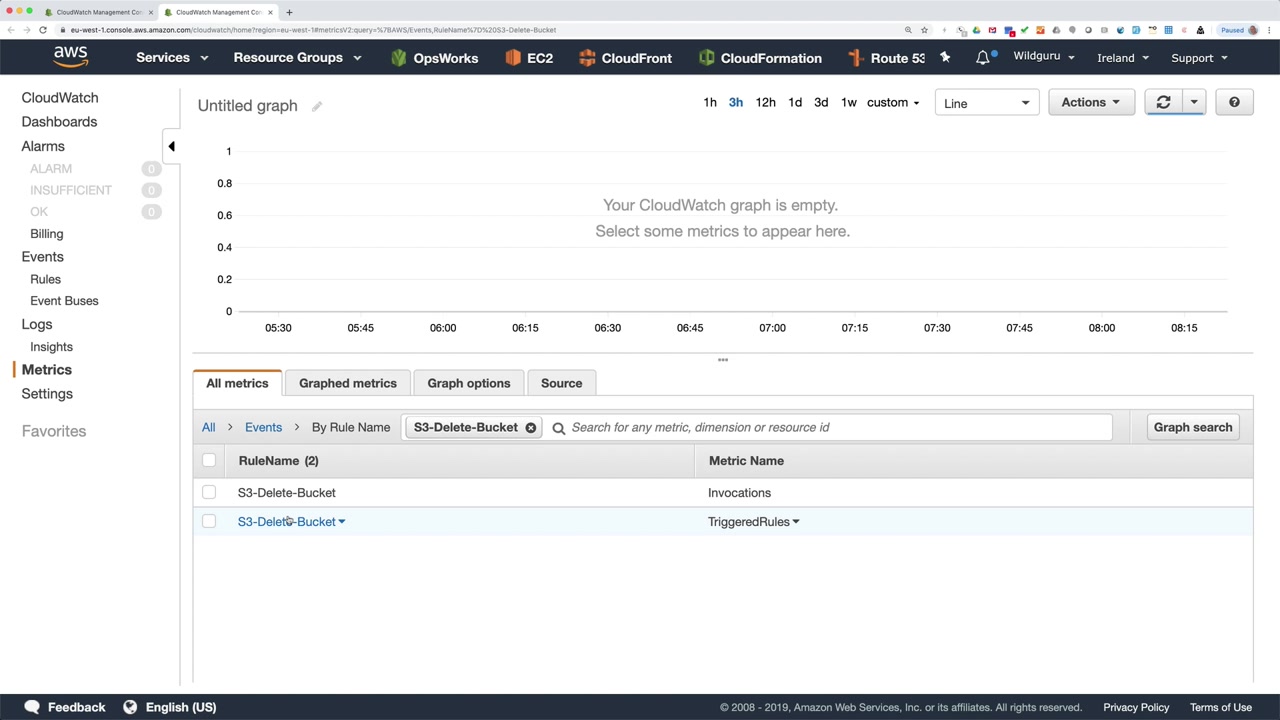 CloudWatch Management Con
CloudWatch Management Con
eu-west-1.console.aws.amazon.com/cloudwatch/home?region=eu-west-1#metricsV2:query=%7BAWS/Events,RuleName%7D%20S3-Delete-Bucket
Paused
aws
Services
Resource Groups
OpsWorks
EC2
CloudFront
CloudFormation
Route 53
Wildguru
Ireland
Support
CloudWatch
Dashboards
Alarms
ALARM 0
INSUFFICIENT 0
OK 0
Billing
Events
Rules
Event Buses
Logs
Insights
Metrics
Settings
Favorites
Untitled graph
1h 3h 12h 1d 3d 1w custom
Line
Actions
1
0.8
0.6
0.4
0.2
0
Your CloudWatch graph is empty.
Select some metrics to appear here.
05:30 05:45 06:00 06:15 06:30 06:45 07:00 07:15 07:30 07:45 08:00 08:15
All metrics
Graphed metrics
Graph options
Source
All > Events > By Rule Name
S3-Delete-Bucket
Search for any metric, dimension or resource id
Graph search
RuleName (2) Metric Name
S3-Delete-Bucket Invocations
S3-Delete-Bucket TriggeredRules
Feedback
English (US)
© 2008 - 2019, Amazon Web Services, Inc. or its affiliates. All rights reserved.
Privacy Policy
Terms of Use